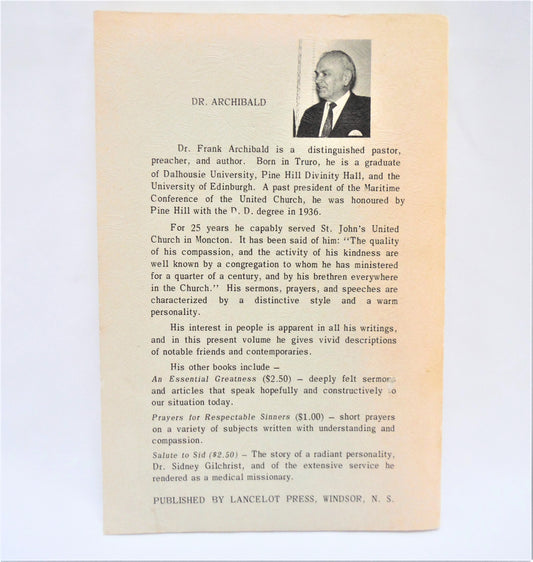 DR. ARCHIBALD
Dr. Frank Archibald is a distinguished pastor,
preacher, and author. Born in Truro, he is a graduate
of Dalhousie University, Pine Hill Divinity Hall, and the
University of Edinburgh. A past president of the Maritime
Conference of the United Church, he was honoured by
Pine Hill with the D. D. degree in 1936.
For 25 years he capably served St. John's United
Church in Moncton. It has been said of him: "The quality
of his compassion, and the activity of his kindness are
well known by a congregation to whom he has ministered
for a quarter of a century, and by his brethren everywhere
in the Church." His sermons, prayers, and speeches are
characterized by a distinctive style and a warm
personality.
His interest in people is apparent in all his writings,
and in this present volume he gives vivid descriptions
of notable friends and contemporaries.
His other books include –
An Essential Greatness ($2.50) – deeply felt sermons
and articles that speak hopefully and constructively to
our situation today.
Prayers for Respectable Sinners ($1.00) – short prayers
on a variety of subjects written with understanding and
compassion.
Salute to Sid ($2.50) – The story of a radiant personality,
Dr. Sidney Gilchrist, and of the extensive service he
rendered as a medical missionary.
PUBLISHED BY LANCELOT PRESS, WINDSOR, N. S.